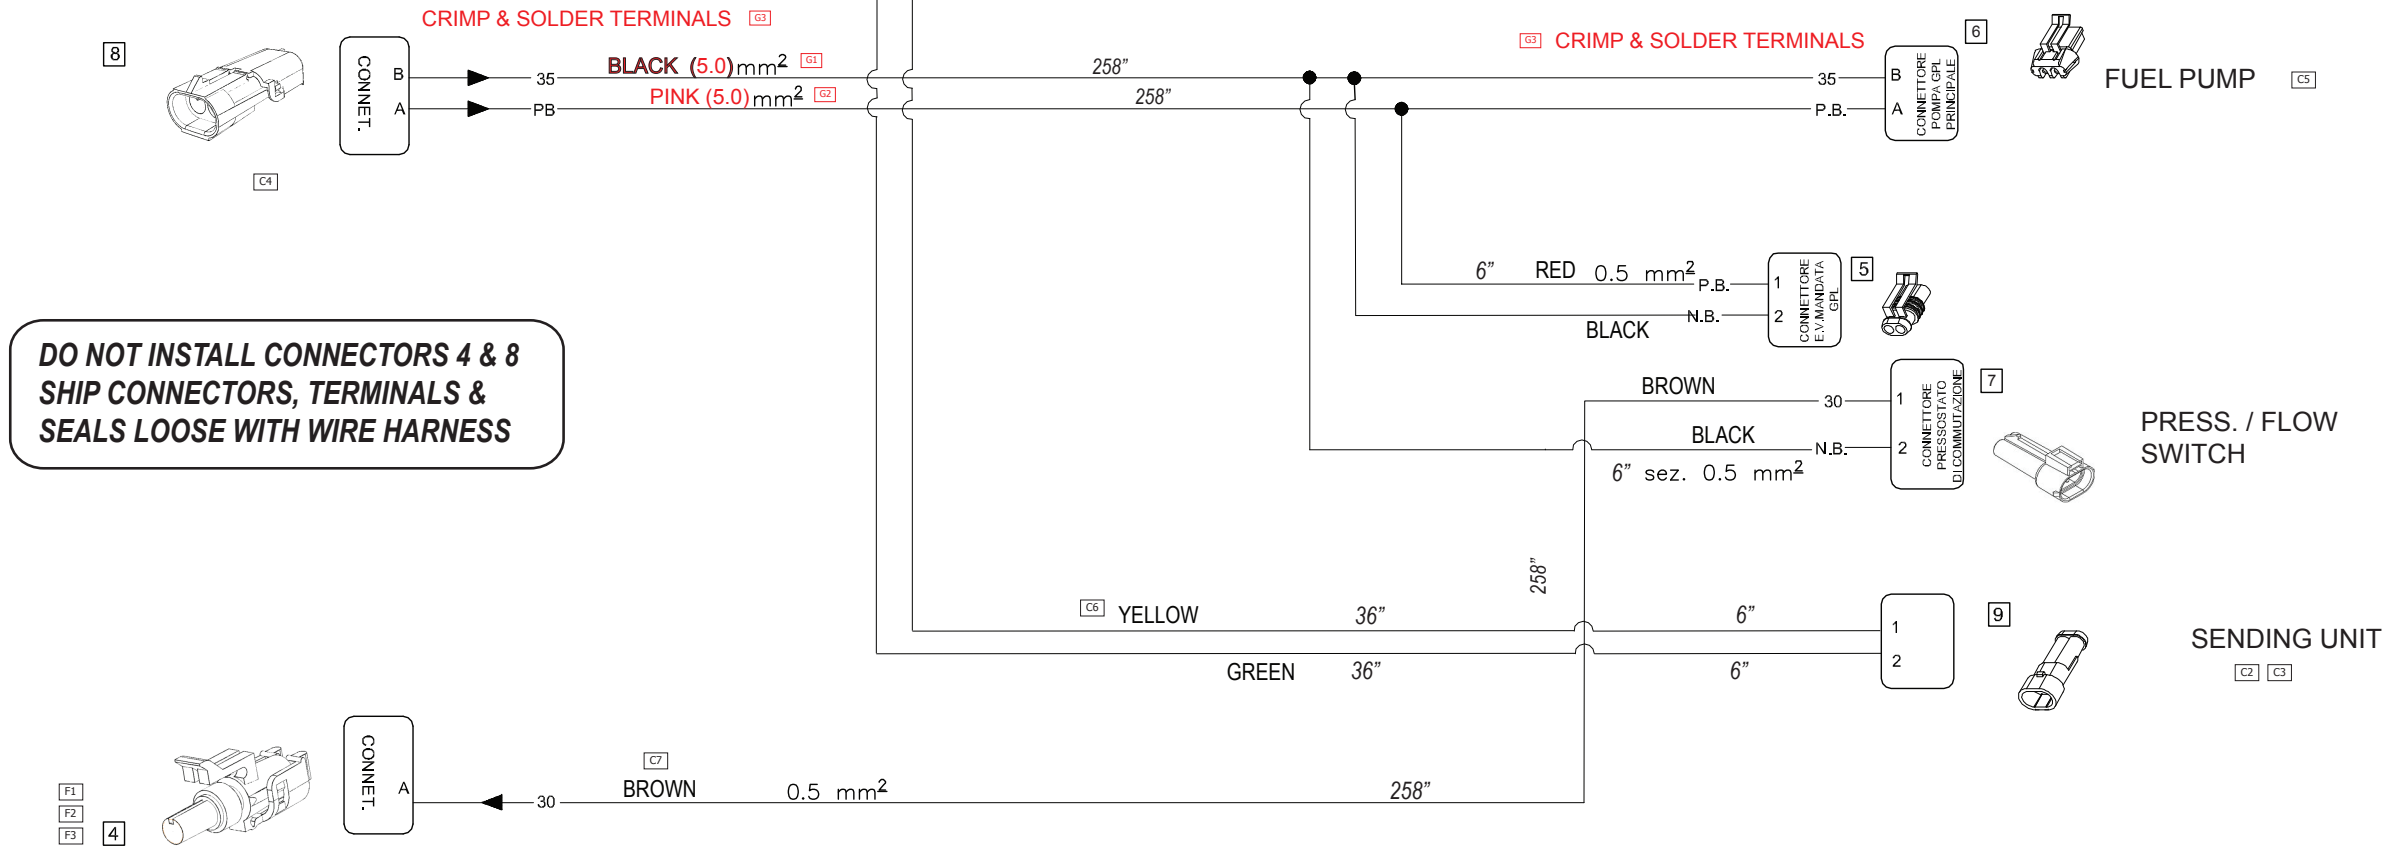 CRIMP & SOLDER TERMINALS G3
8
CONNET.
B
A
35
BLACK (5.0)mm² G1
258”
PB
PINK (5.0)mm² G2
258”
C4
G3 CRIMP & SOLDER TERMINALS
35
P.B.
B
A
CONNETTORE
POMPA GPL
PRINCIPALE
6
FUEL PUMP C5
6” RED 0.5 mm² P.B.
1
BLACK N.B.
2
CONNETTORE
E.V.MANDATA
GPL
5
DO NOT INSTALL CONNECTORS 4 & 8
SHIP CONNECTORS, TERMINALS &
SEALS LOOSE WITH WIRE HARNESS
BROWN
30
1
BLACK
N.B.
2
6” sez. 0.5 mm²
CONNETTORE
PRESSOSTATO
DI COMMUTAZIONE
7
PRESS. / FLOW
SWITCH
258”
C6 YELLOW 36” 6”
1
GREEN 36” 6”
2
9
SENDING UNIT
C2 C3
F1
F2
F3
4
CONNET.
A
30
C7
BROWN 0.5 mm² 258”